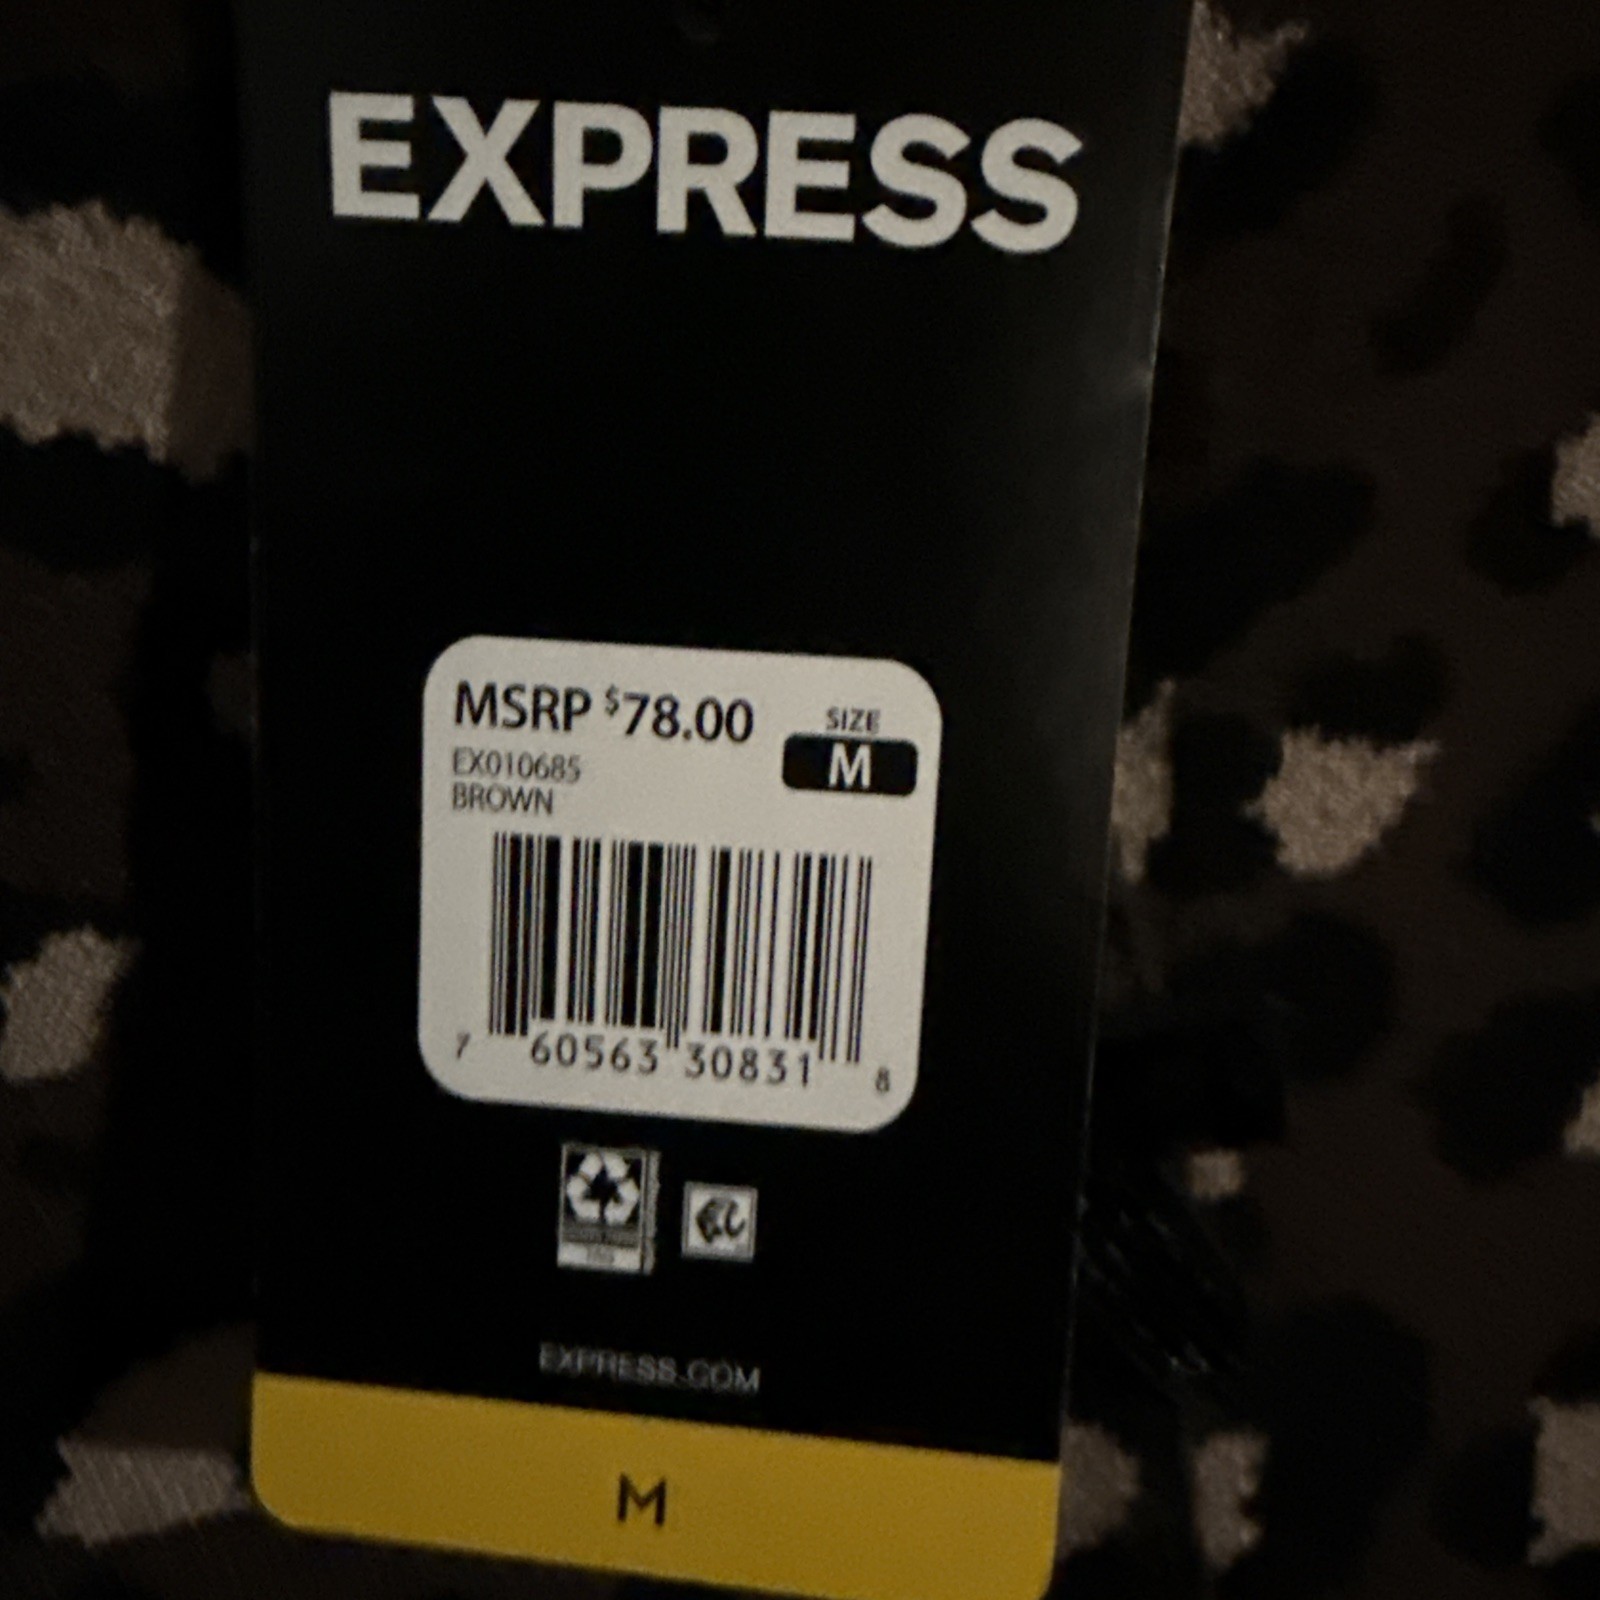 EXPRESS
MSRP $78.00
SIZE
M
EX010685
BROWN
7 60563 30831 8
EXPRESS.COM
M